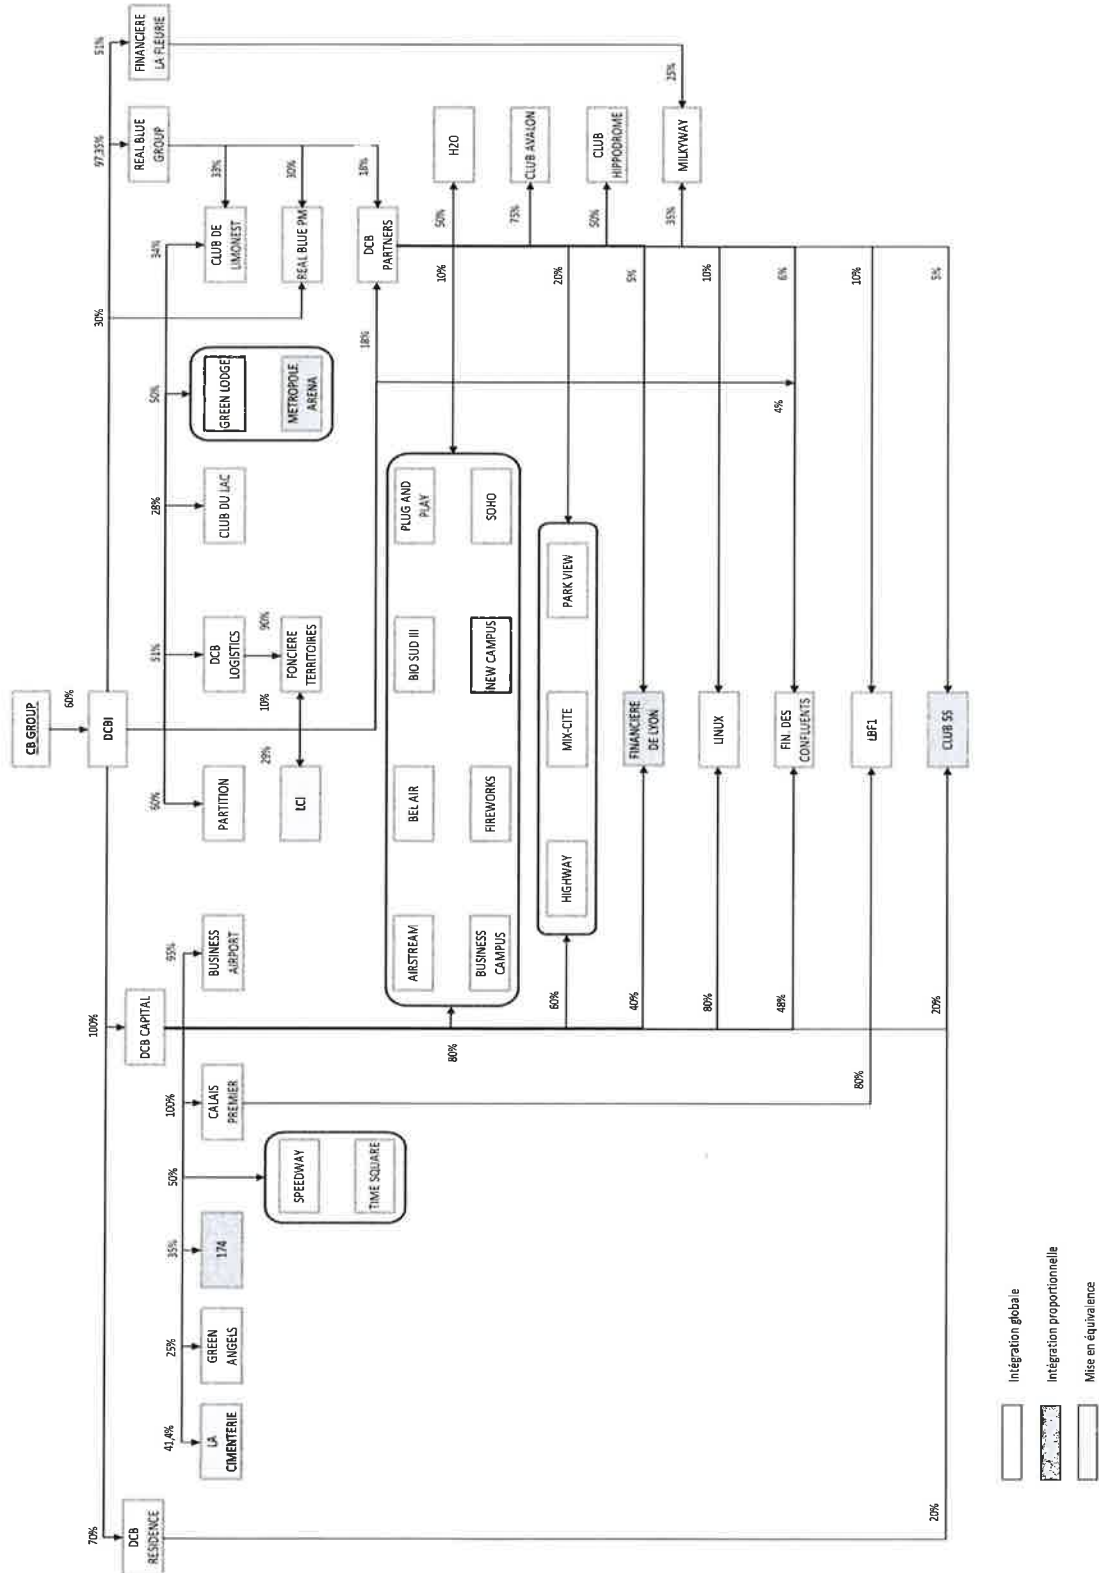 CB GROUP
60%
DCBI
70%
100%
30%
97,35%
51%
DCB
RESIDENCE
DCB CAPITAL
REAL BLUE
GROUP
FINANCIERE
LA FLEURIE
41,4%
25%
35%
50%
100%
95%
60%
51%
28%
50%
34%
33%
LA
CIMENTERIE
GREEN
ANGELS
174
CALAIS
PREMIER
BUSINESS
AIRPORT
PARTITION
DCB
LOGISTICS
CLUB DU LAC
GREEN LODGE
CLUB DE
LIMONEST
29%
10%
90%
30%
SPEEDWAY
LCI
FONCIERE
TERRITOIRES
METROPOLE
ARENA
REAL BLUE PM
TIME SQUARE
18%
18%
DCB
PARTNERS
AIRSTREAM
BEL AIR
BIO SUD III
PLUG AND
PLAY
80%
10%
50%
H2O
BUSINESS
CAMPUS
FIREWORKS
NEW CAMPUS
SOHO
75%
CLUB AVALON
60%
HIGHWAY
MIX-CITE
PARK VIEW
20%
50%
CLUB
HIPPODROME
40%
FINANCIERE
DE LYON
5%
35%
25%
MILKYWAY
80%
LINUX
10%
48%
FIN. DES
CONFLUENTS
4%
6%
80%
LBF1
10%
20%
20%
CLUB 55
5%
Intégration globale
Intégration proportionnelle
Mise en équivalence